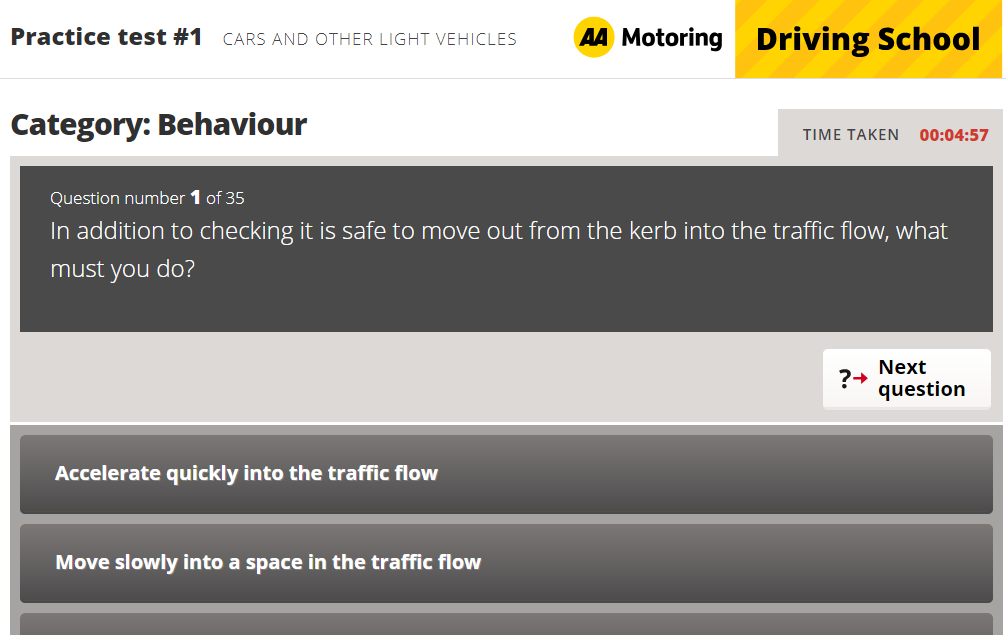 Practice test #1 CARS AND OTHER LIGHT VEHICLES
AA Motoring
Driving School
Category: Behaviour
TIME TAKEN 00:04:57
Question number 1 of 35
In addition to checking it is safe to move out from the kerb into the traffic flow, what
must you do?
?
Next
question
Accelerate quickly into the traffic flow
Move slowly into a space in the traffic flow